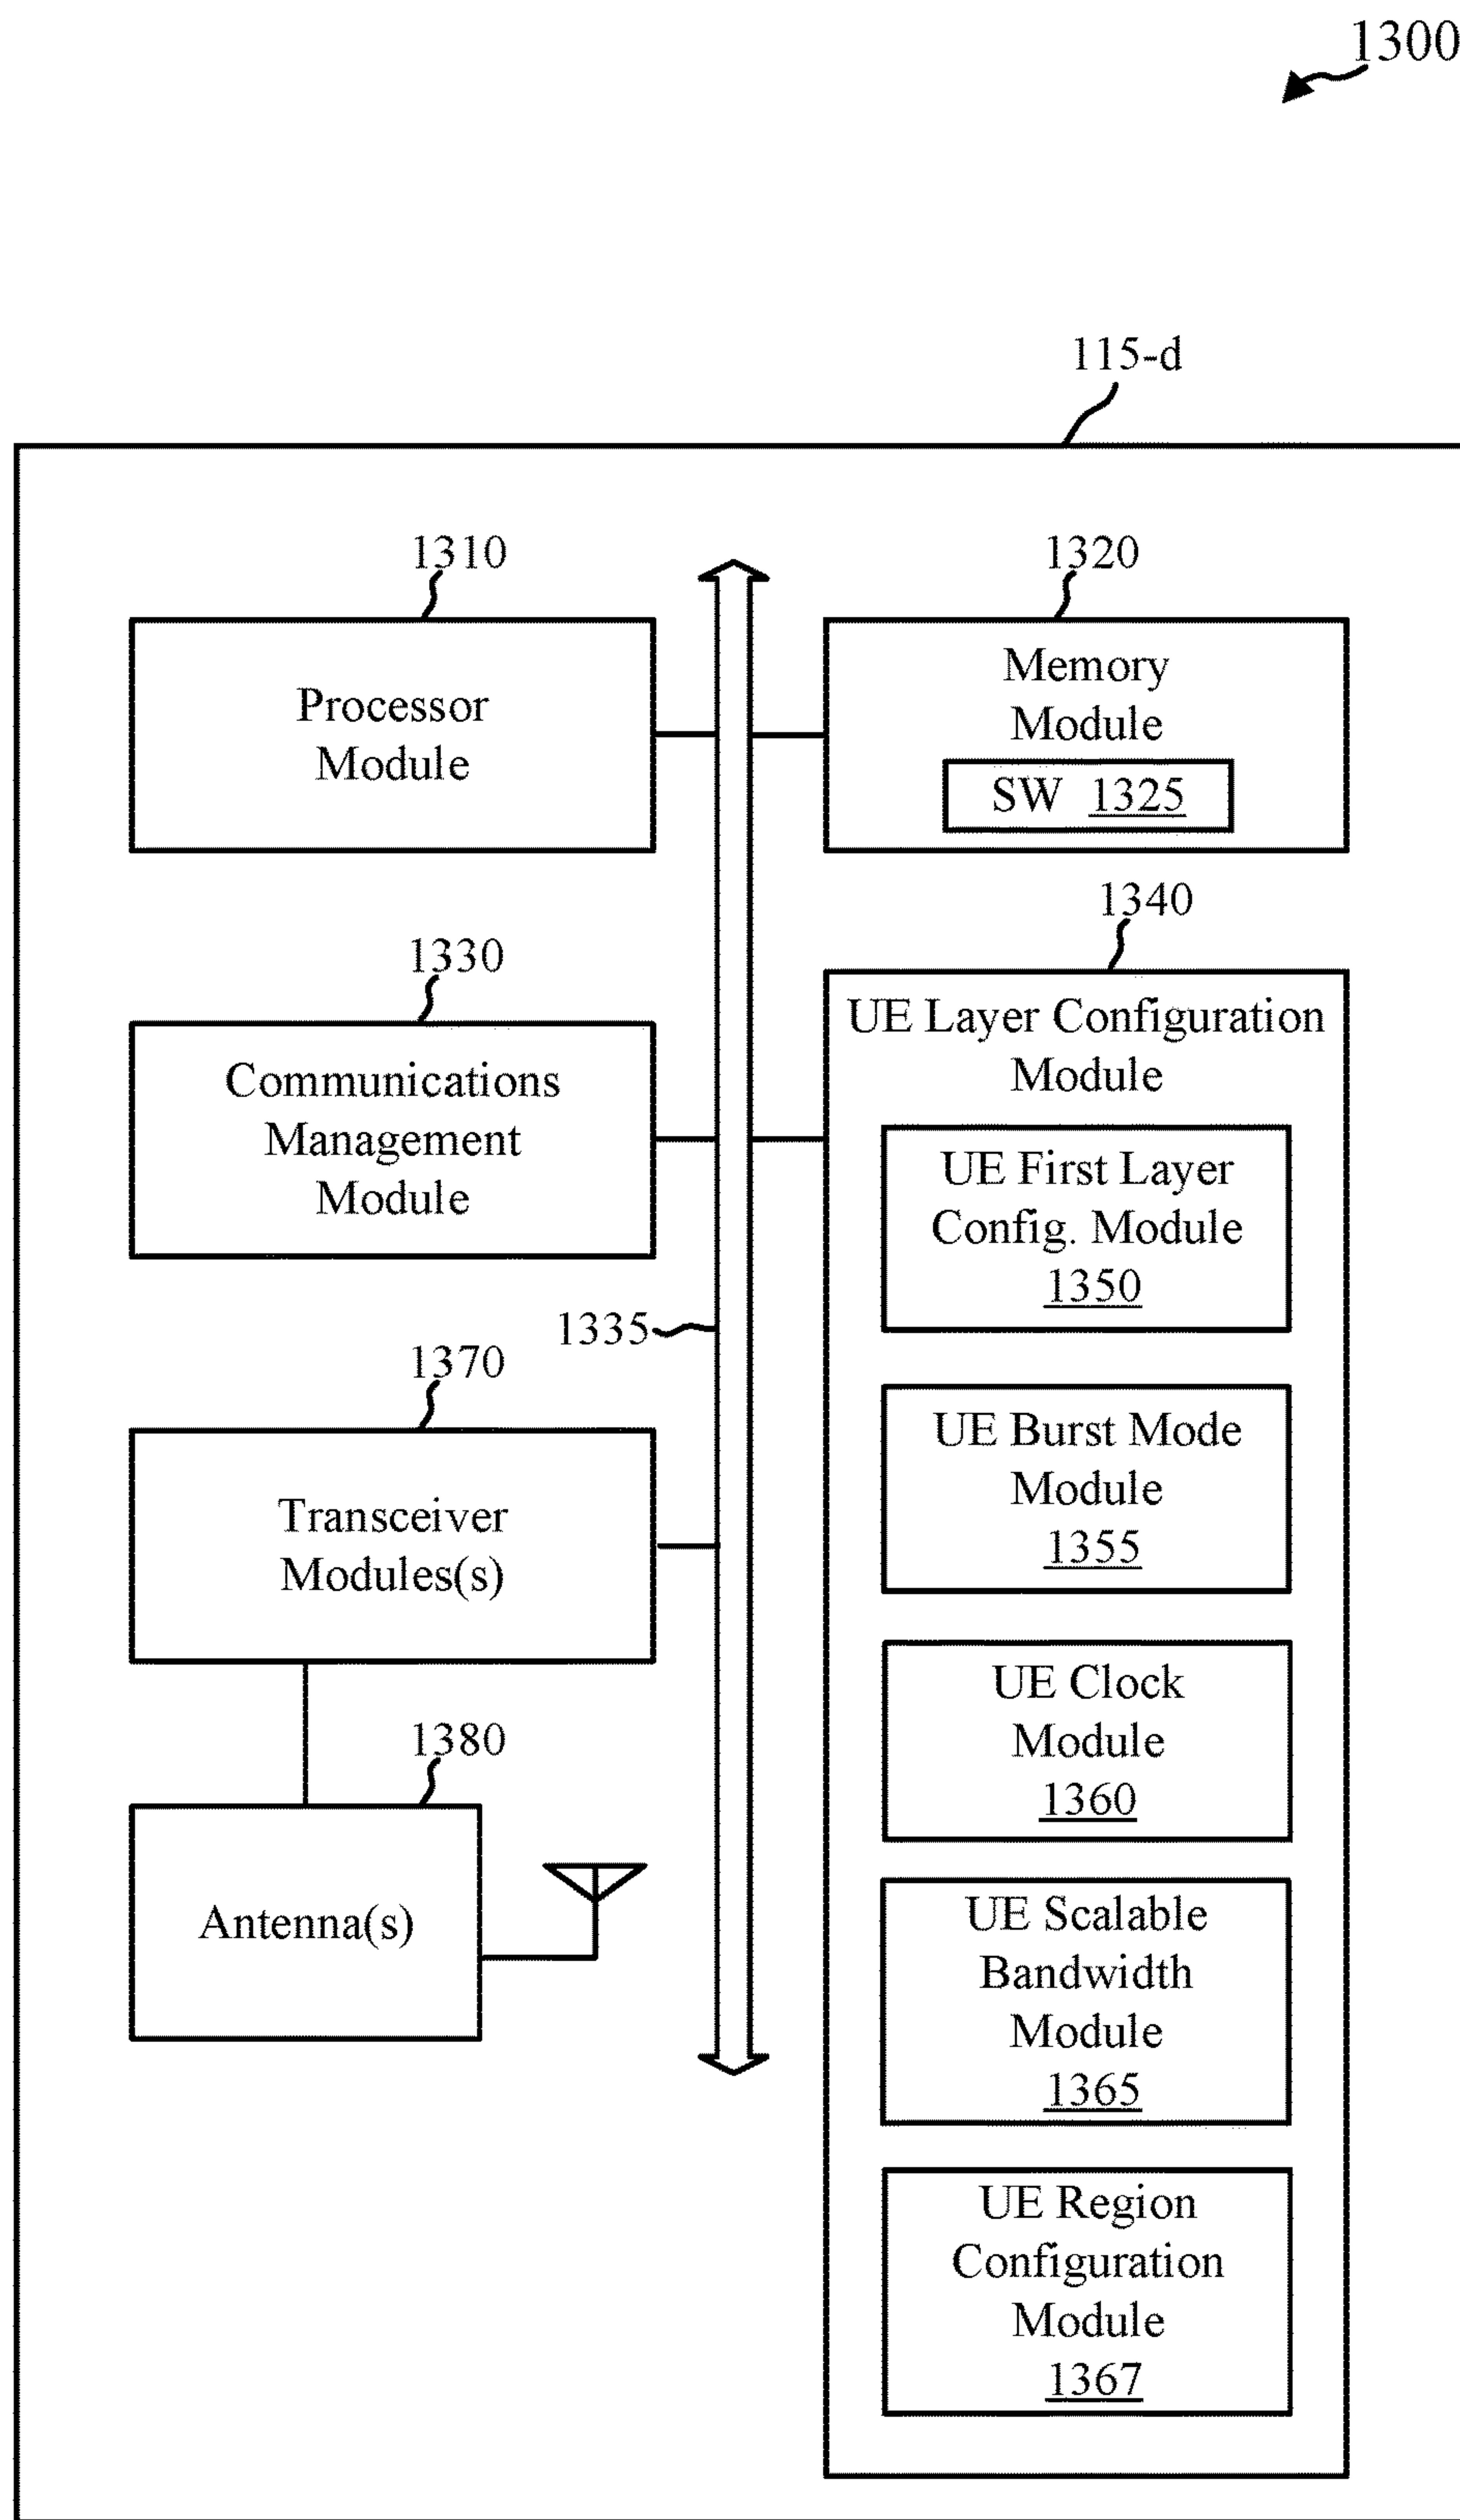 1300
115-d
1310
Processor
Module
1320
Memory
Module
SW 1325
1330
Communications
Management
Module
1335
1340
UE Layer Configuration
Module
UE First Layer
Config. Module
1350
UE Burst Mode
Module
1355
UE Clock
Module
1360
UE Scalable
Bandwidth
Module
1365
UE Region
Configuration
Module
1367
1370
Transceiver
Modules(s)
1380
Antenna(s)